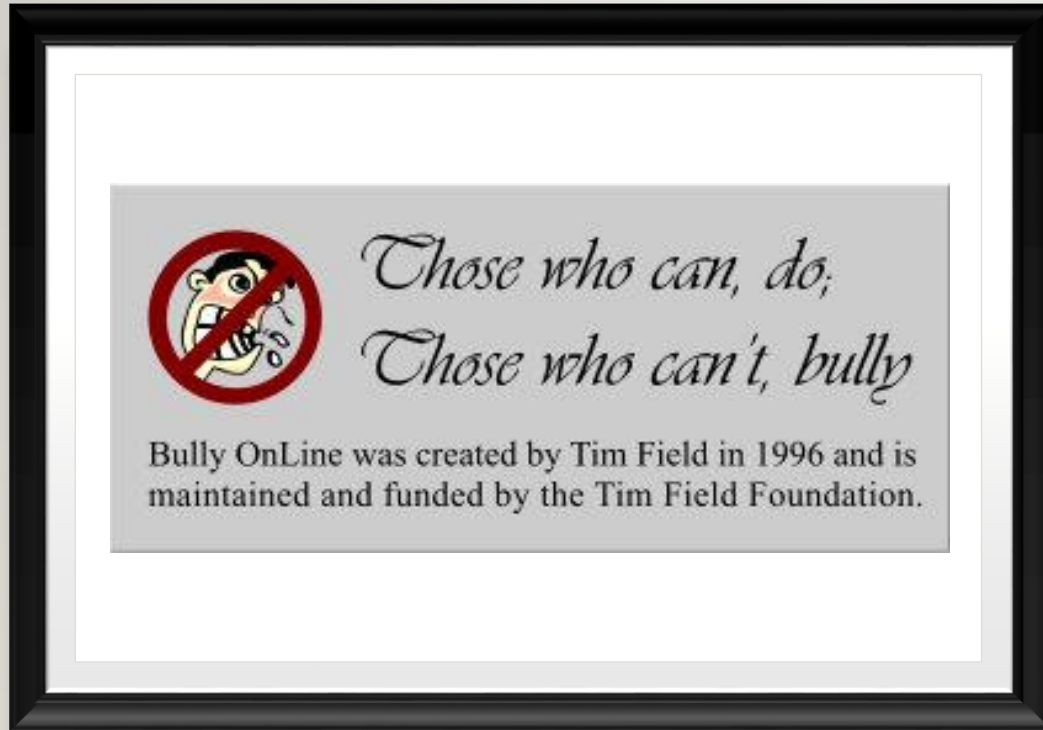 Those who can, do;
Those who can't, bully
Bully OnLine was created by Tim Field in 1996 and is
maintained and funded by the Tim Field Foundation.